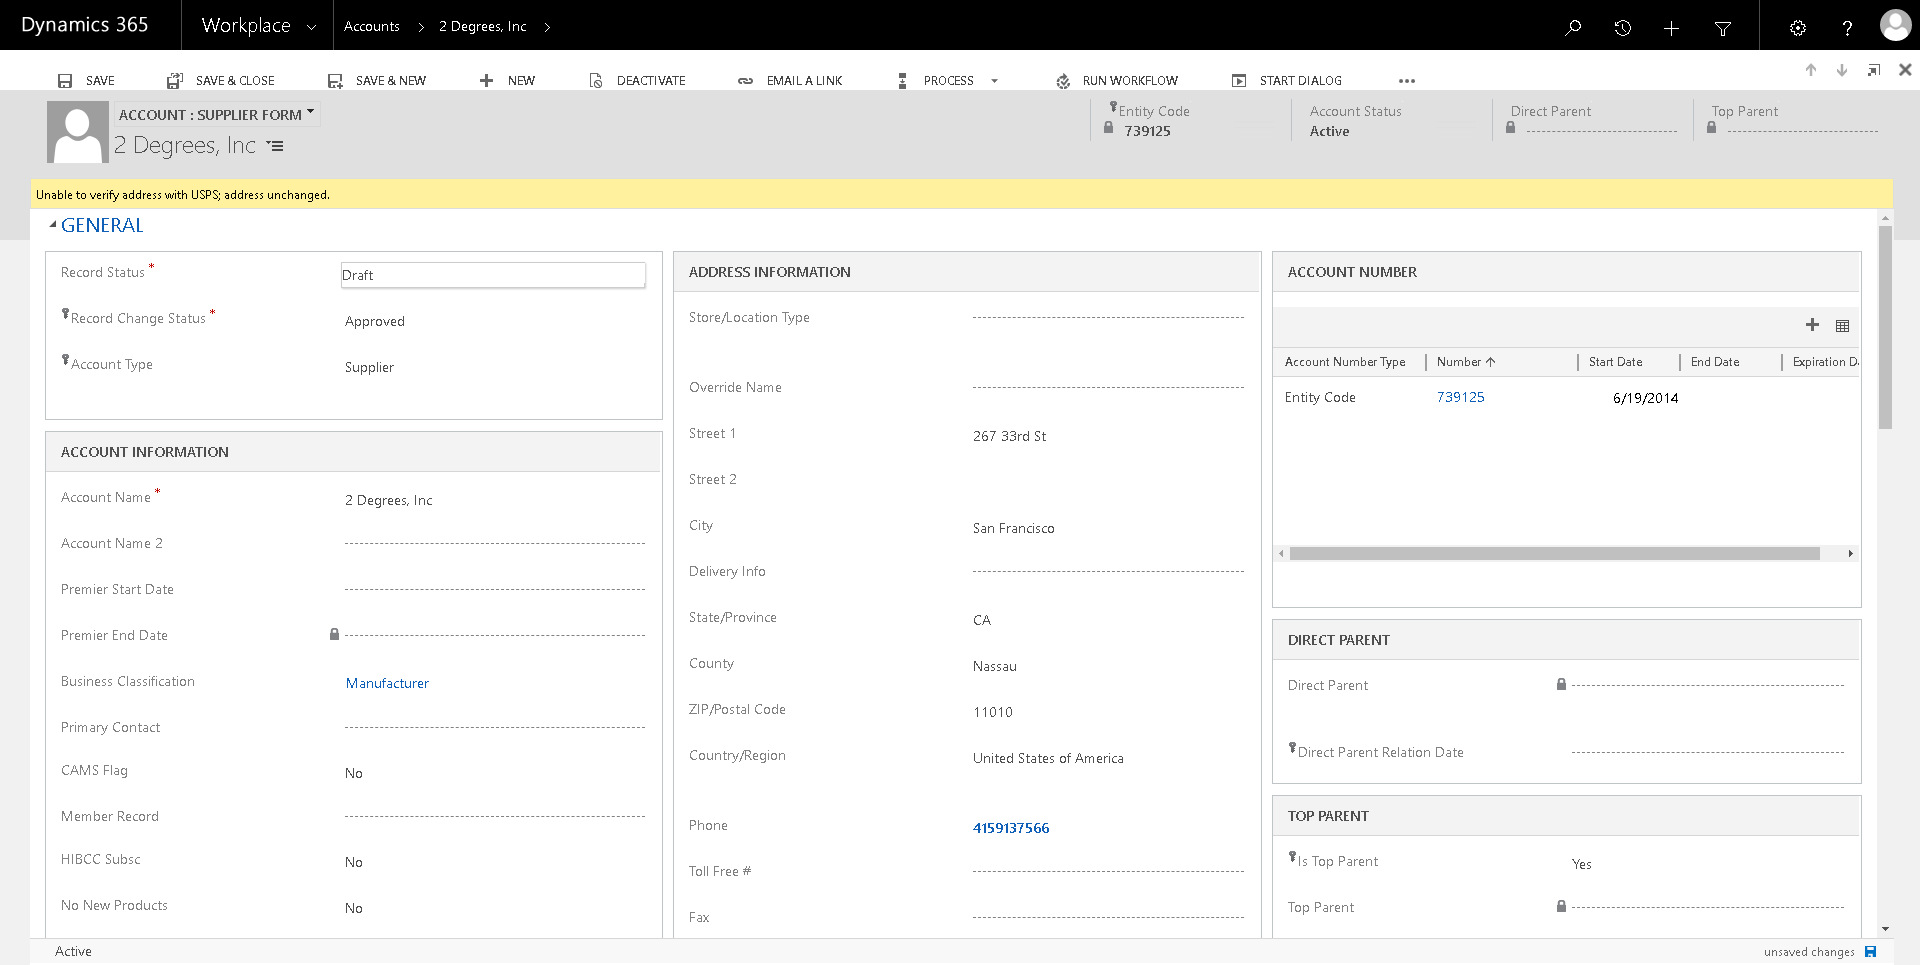 Dynamics 365
Workplace
Accounts
2 Degrees, Inc
SAVE
SAVE & CLOSE
SAVE & NEW
NEW
DEACTIVATE
EMAIL A LINK
PROCESS
RUN WORKFLOW
START DIALOG
ACCOUNT : SUPPLIER FORM
2 Degrees, Inc
Entity Code
739125
Account Status
Active
Direct Parent
Top Parent
Unable to verify address with USPS; address unchanged.
GENERAL
Record Status *
Draft
Record Change Status *
Approved
Account Type
Supplier
ACCOUNT INFORMATION
Account Name *
2 Degrees, Inc
Account Name 2
Premier Start Date
Premier End Date
Business Classification
Manufacturer
Primary Contact
CAMS Flag
No
Member Record
HIBCC Subsc
No
No New Products
No
ADDRESS INFORMATION
Store/Location Type
Override Name
Street 1
267 33rd St
Street 2
City
San Francisco
Delivery Info
State/Province
CA
County
Nassau
ZIP/Postal Code
11010
Country/Region
United States of America
Phone
4159137566
Toll Free #
Fax
ACCOUNT NUMBER
Account Number Type
Number
Start Date
End Date
Expiration D
Entity Code
739125
6/19/2014
DIRECT PARENT
Direct Parent
Direct Parent Relation Date
TOP PARENT
Is Top Parent
Yes
Top Parent
Active
unsaved changes